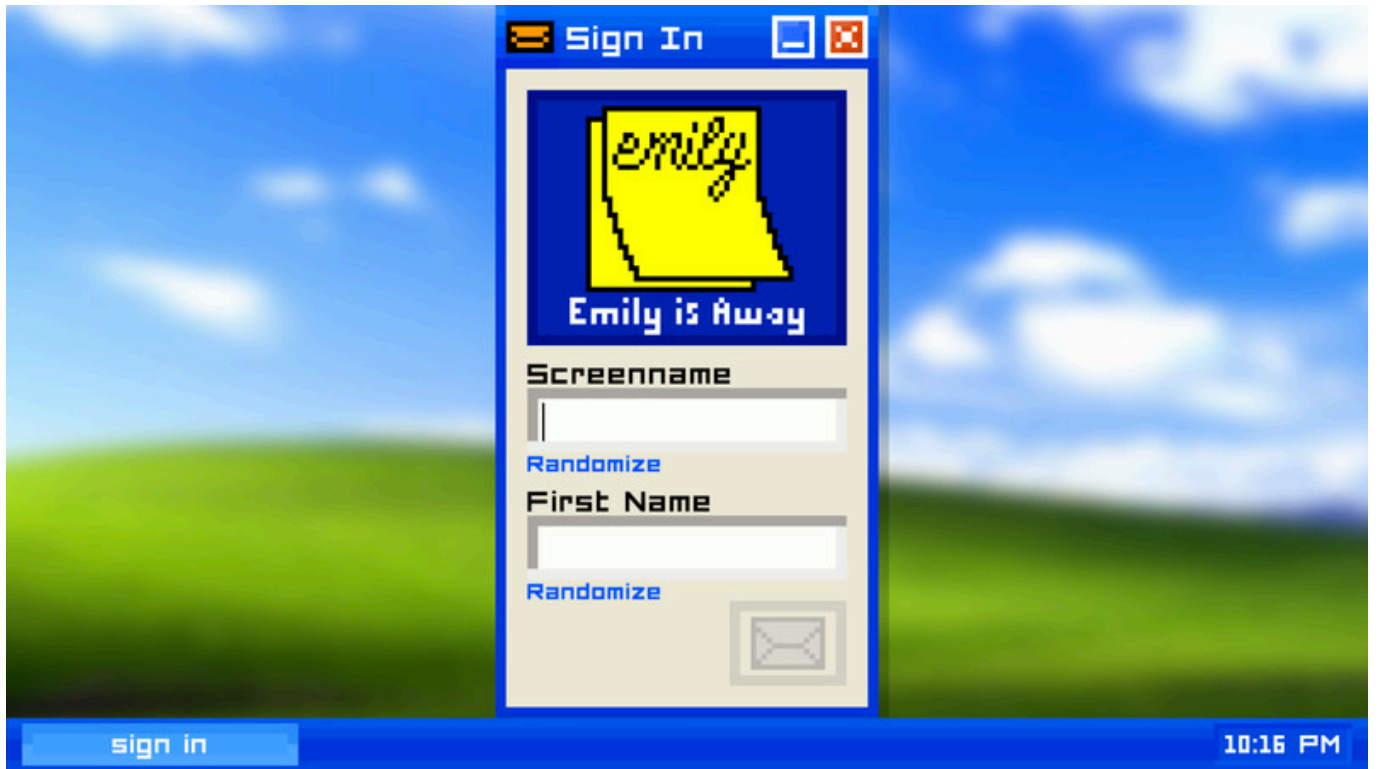 Sign In
emily
Emily is Away
Screenname
Randomize
First Name
Randomize
sign in
10:16 PM